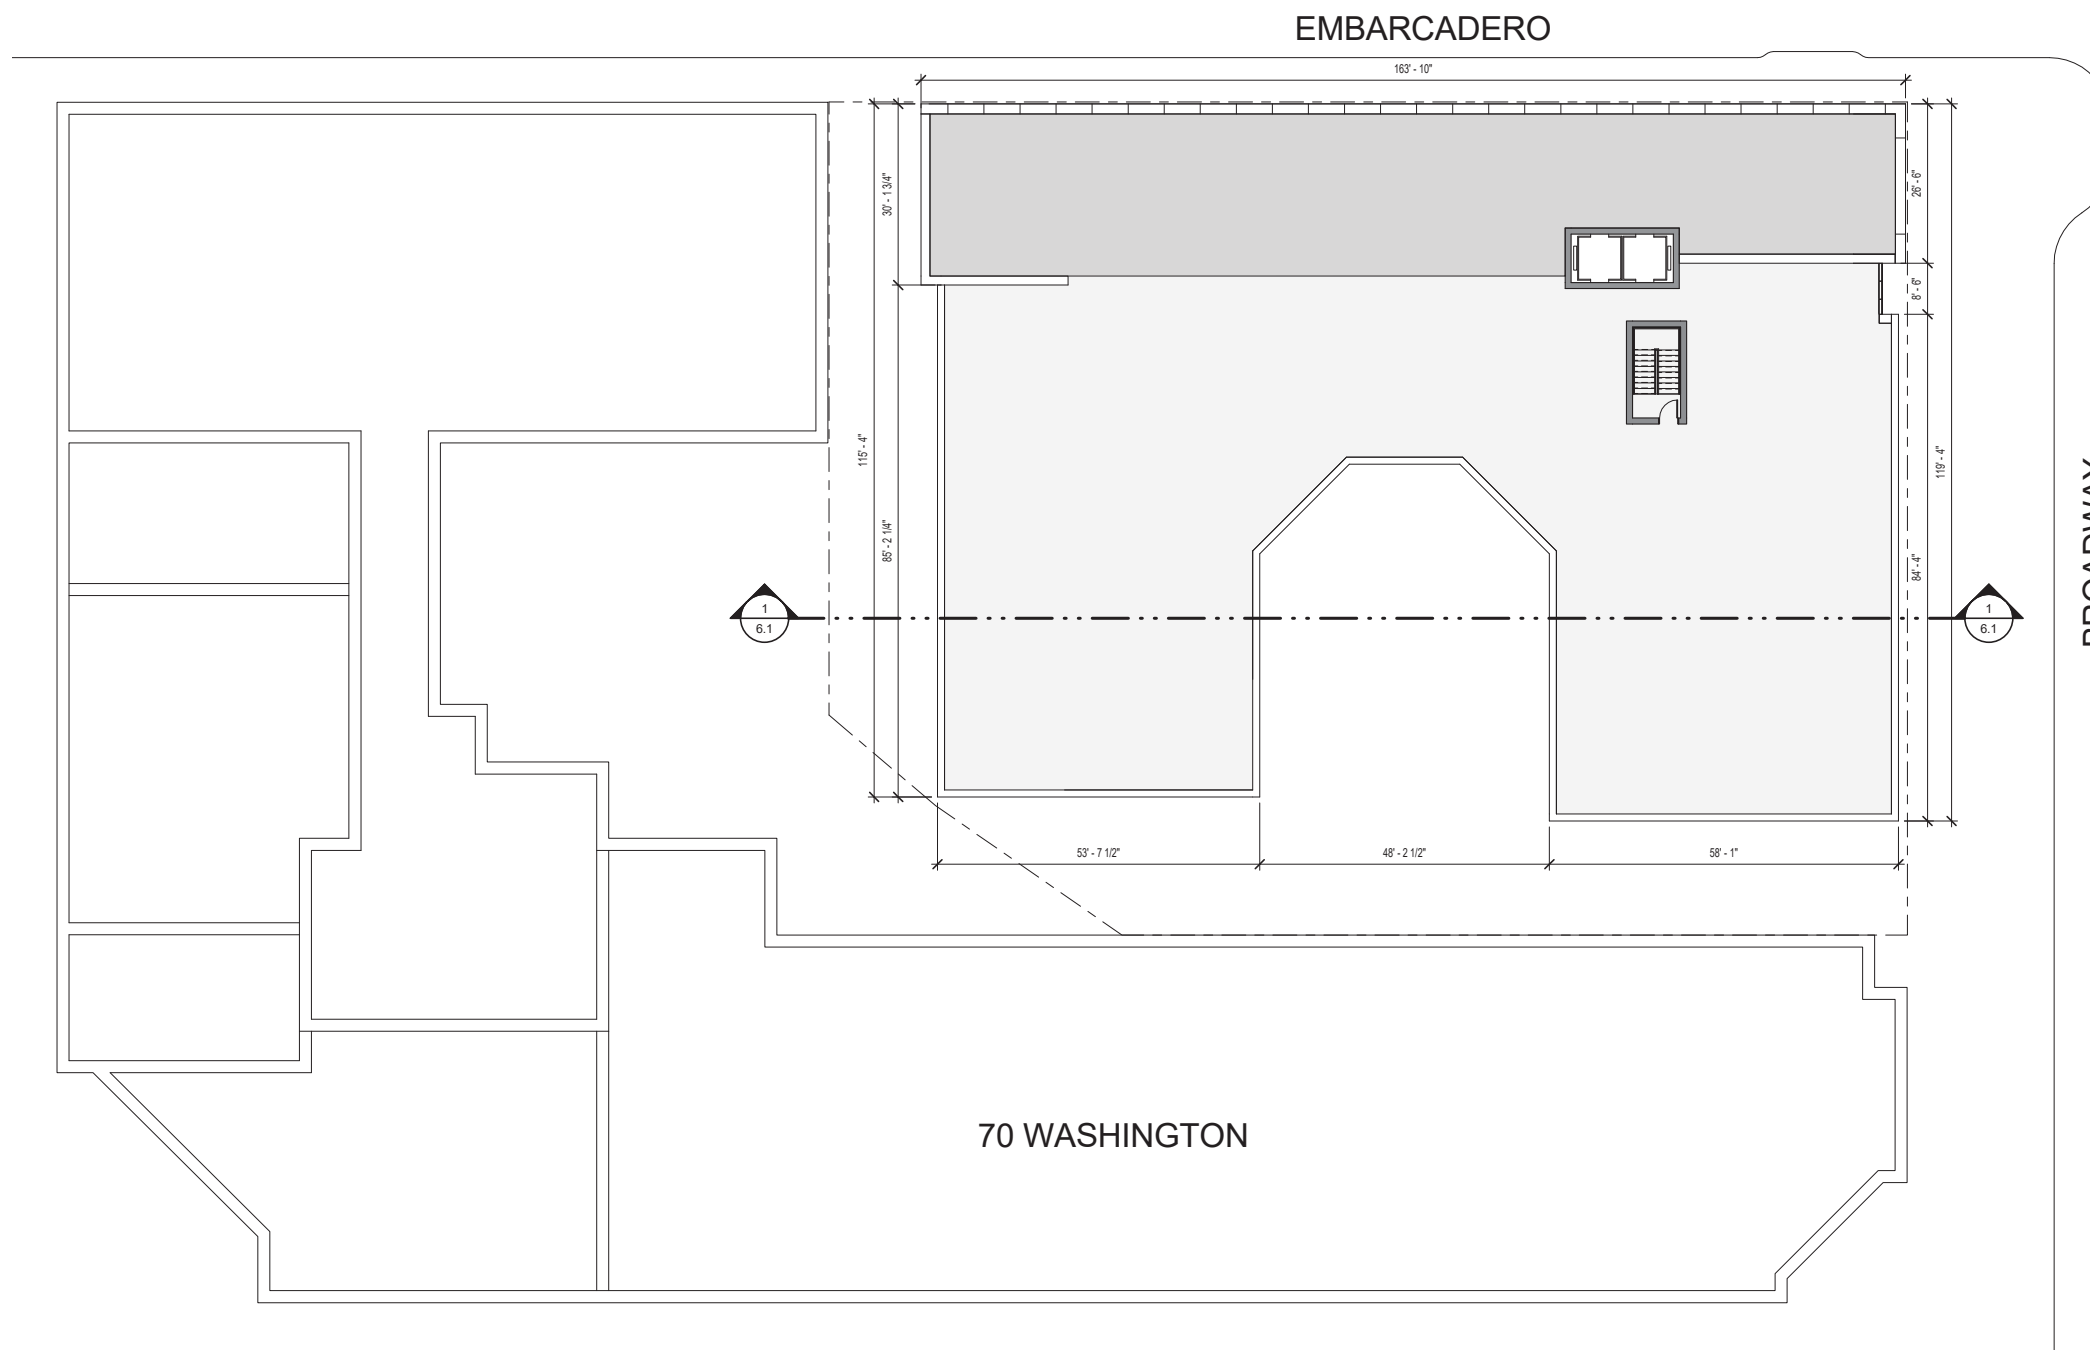 EMBARCADERO
163' - 10"
30' - 1 3/4"
26' - 6"
8' - 6"
115' - 4"
119' - 4"
85' - 2 1/4"
84' - 4"
BROADWAY
1
6.1
1
6.1
53' - 7 1/2"
48' - 2 1/2"
58' - 1"
70 WASHINGTON